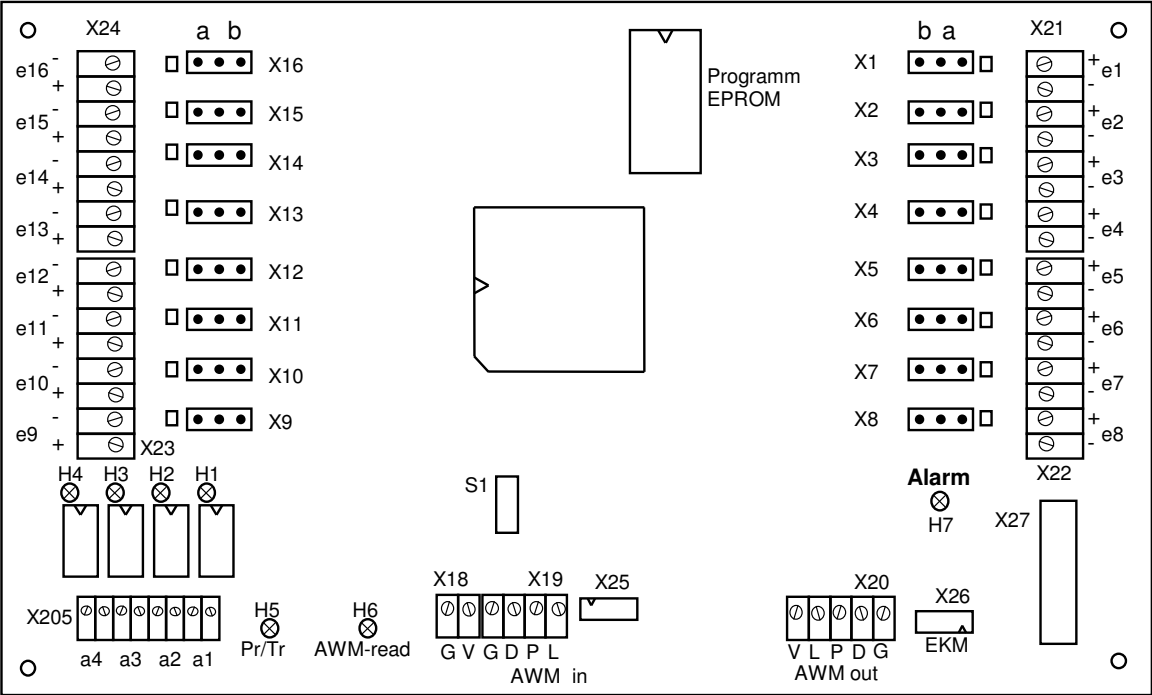 X24 a b b a X21
e16 - + X16 X1 + - e1
Programm
EPROM
e15 - + X15 X2 + - e2
e14 - + X14 X3 + - e3
e13 - + X13 X4 + - e4
e12 - + X12 X5 + - e5
e11 - + X11 X6 + - e6
e10 - + X10 X7 + - e7
e9 - + X9 X8 + - e8
X23
H4 H3 H2 H1
S1
Alarm
H7
X22
X27
X18 X19 X25 X20 X26
X205
H5
Pr/Tr
H6
AWM-read
a4 a3 a2 a1
G V G D P L
AWM in
V L P D G
AWM out
EKM